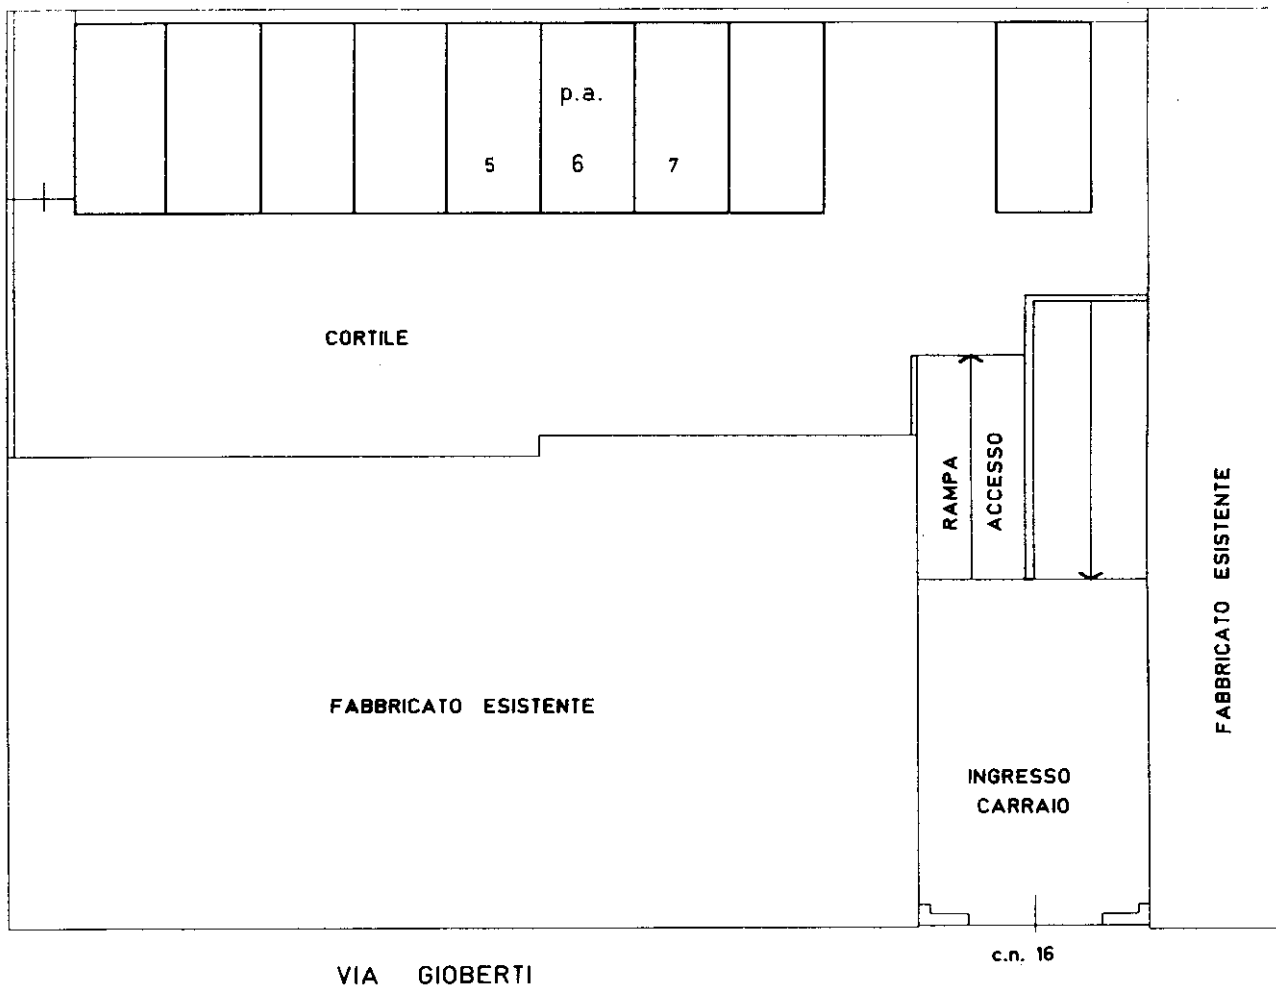 p.a.
5 6 7
CORTILE
RAMPA
ACCESSO
FABBRICATO ESISTENTE
FABBRICATO ESISTENTE
INGRESSO
CARRAIO
c.n. 16
VIA GIOBERTI